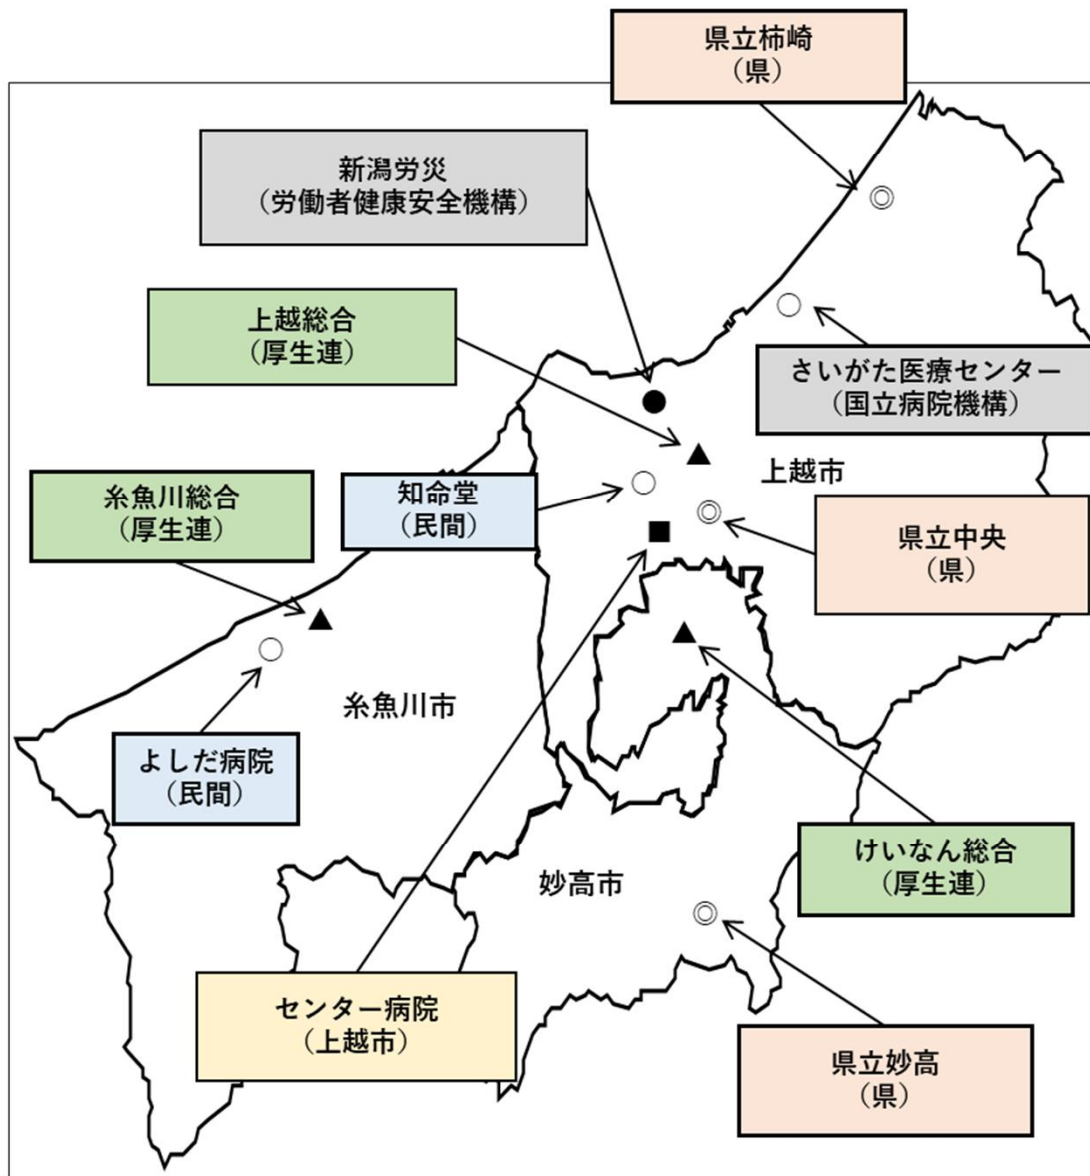 県立柿崎
（県）
新潟労災
（労働者健康安全機構）
上越総合
（厚生連）
さいがた医療センター
（国立病院機構）
上越市
糸魚川総合
（厚生連）
知命堂
（民間）
県立中央
（県）
糸魚川市
よしだ病院
（民間）
けいなん総合
（厚生連）
妙高市
センター病院
（上越市）
県立妙高
（県）